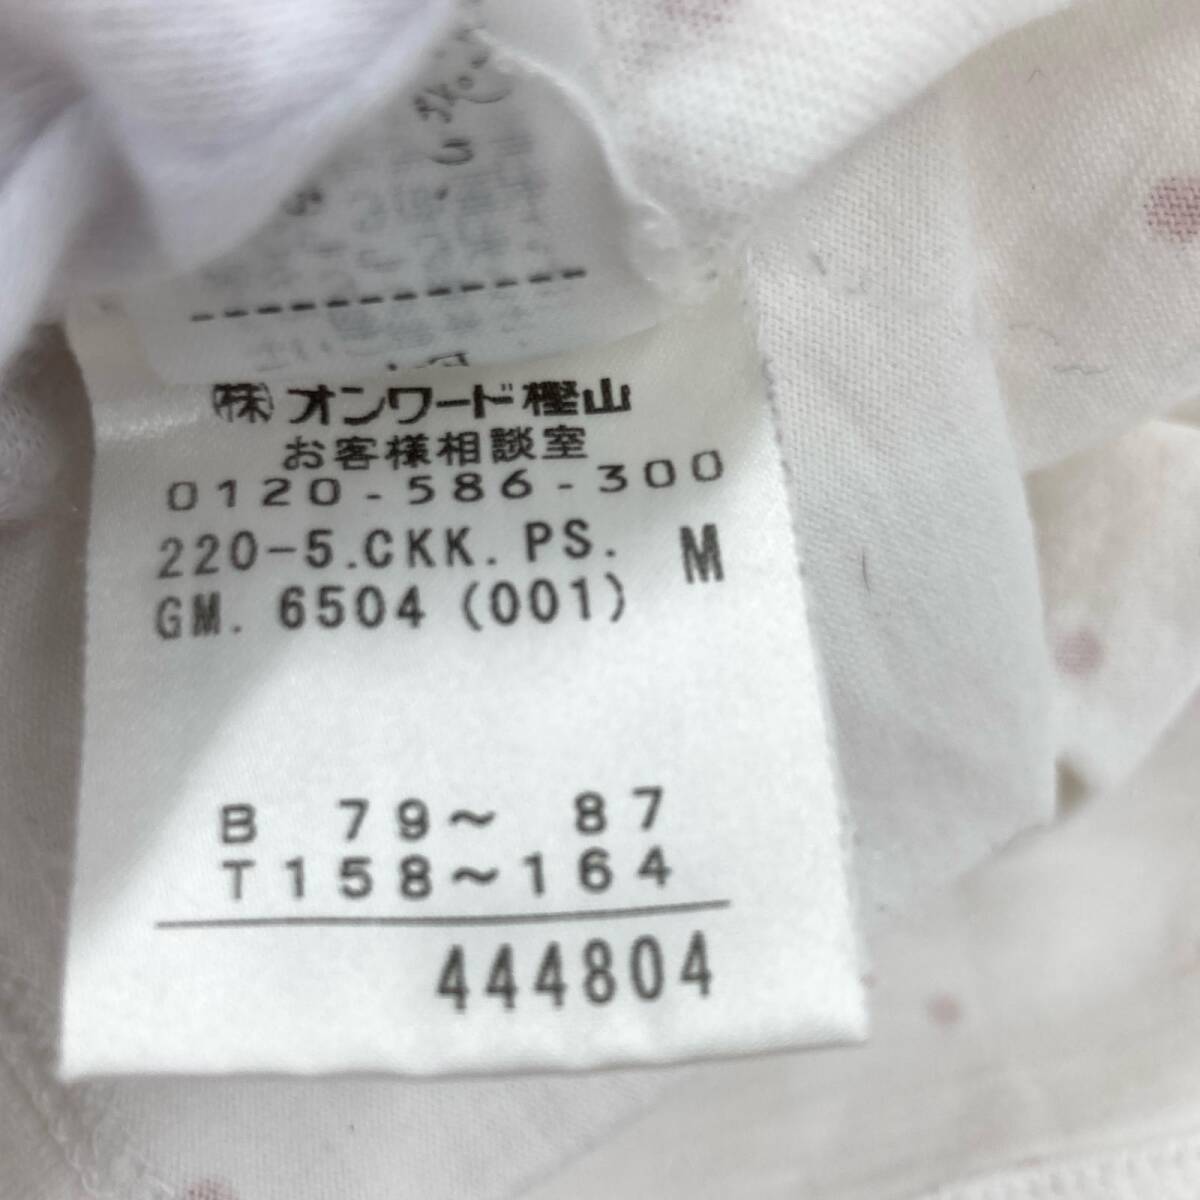 ㈱オンワード樫山
お客様相談室
0120-586-300
220-5.CKK. PS. M
GM. 6504 (001)
B 79～ 87
T158～164
444804